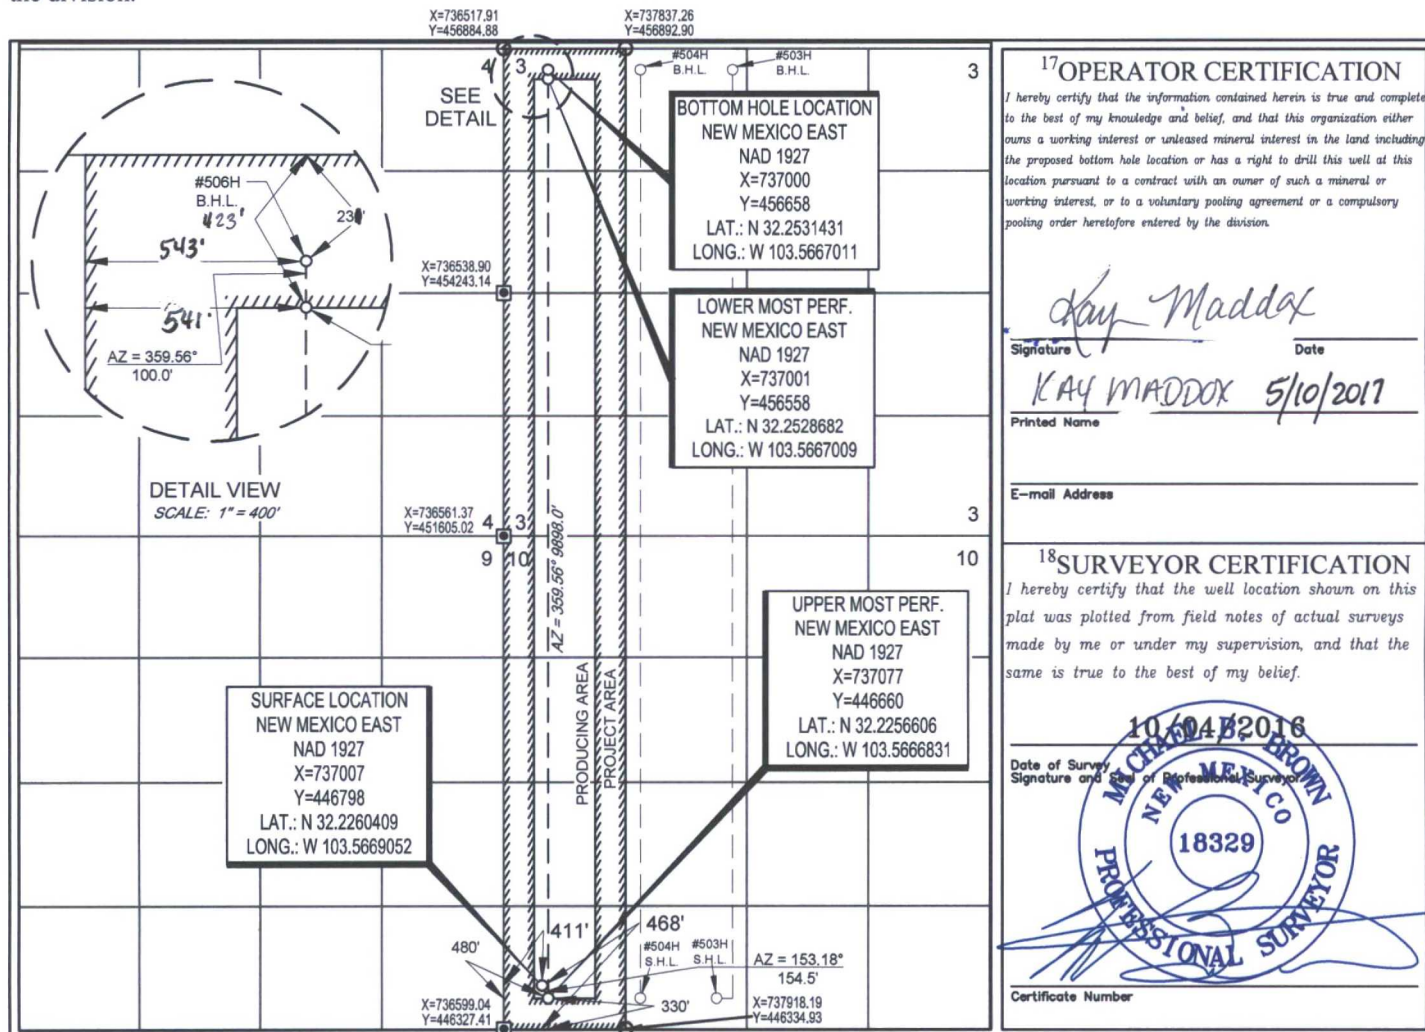 the division.
X=736517.91
Y=456884.88
X=737837.26
Y=456892.90
4 3
3
SEE
DETAIL
#504H
B.H.L.
#503H
B.H.L.
BOTTOM HOLE LOCATION
NEW MEXICO EAST
NAD 1927
X=737000
Y=456658
LAT.: N 32.2531431
LONG.: W 103.5667011
#506H
B.H.L.
423'
543'
541'
AZ = 359.56°
100.0'
DETAIL VIEW
SCALE: 1" = 400'
X=736538.90
Y=454243.14
LOWER MOST PERF.
NEW MEXICO EAST
NAD 1927
X=737001
Y=456558
LAT.: N 32.2528682
LONG.: W 103.5667009
X=736561.37
Y=451605.02
4 3
9 10
3
10
AZ = 359.56° 9898.0'
PRODUCING AREA
PROJECT AREA
UPPER MOST PERF.
NEW MEXICO EAST
NAD 1927
X=737077
Y=446660
LAT.: N 32.2256606
LONG.: W 103.5666831
SURFACE LOCATION
NEW MEXICO EAST
NAD 1927
X=737007
Y=446798
LAT.: N 32.2260409
LONG.: W 103.5669052
480'
411'
468'
#504H
S.H.L.
#503H
S.H.L.
AZ = 153.18°
154.5'
330'
X=736599.04
Y=446327.41
X=737918.19
Y=446334.93
17 OPERATOR CERTIFICATION
I hereby certify that the information contained herein is true and complete
to the best of my knowledge and belief, and that this organization either
owns a working interest or unleased mineral interest in the land including
the proposed bottom hole location or has a right to drill this well at this
location pursuant to a contract with an owner of such a mineral or
working interest, or to a voluntary pooling agreement or a compulsory
pooling order heretofore entered by the division.
Kay Maddox
Signature Date
KAY MADDOX 5/10/2017
Printed Name
E-mail Address
18 SURVEYOR CERTIFICATION
I hereby certify that the well location shown on this
plat was plotted from field notes of actual surveys
made by me or under my supervision, and that the
same is true to the best of my belief.
10/04/2016
Date of Survey
Signature and Seal of Professional Surveyor
MICHAEL B. BROWN
NEW MEXICO
18329
PROFESSIONAL SURVEYOR
Certificate Number